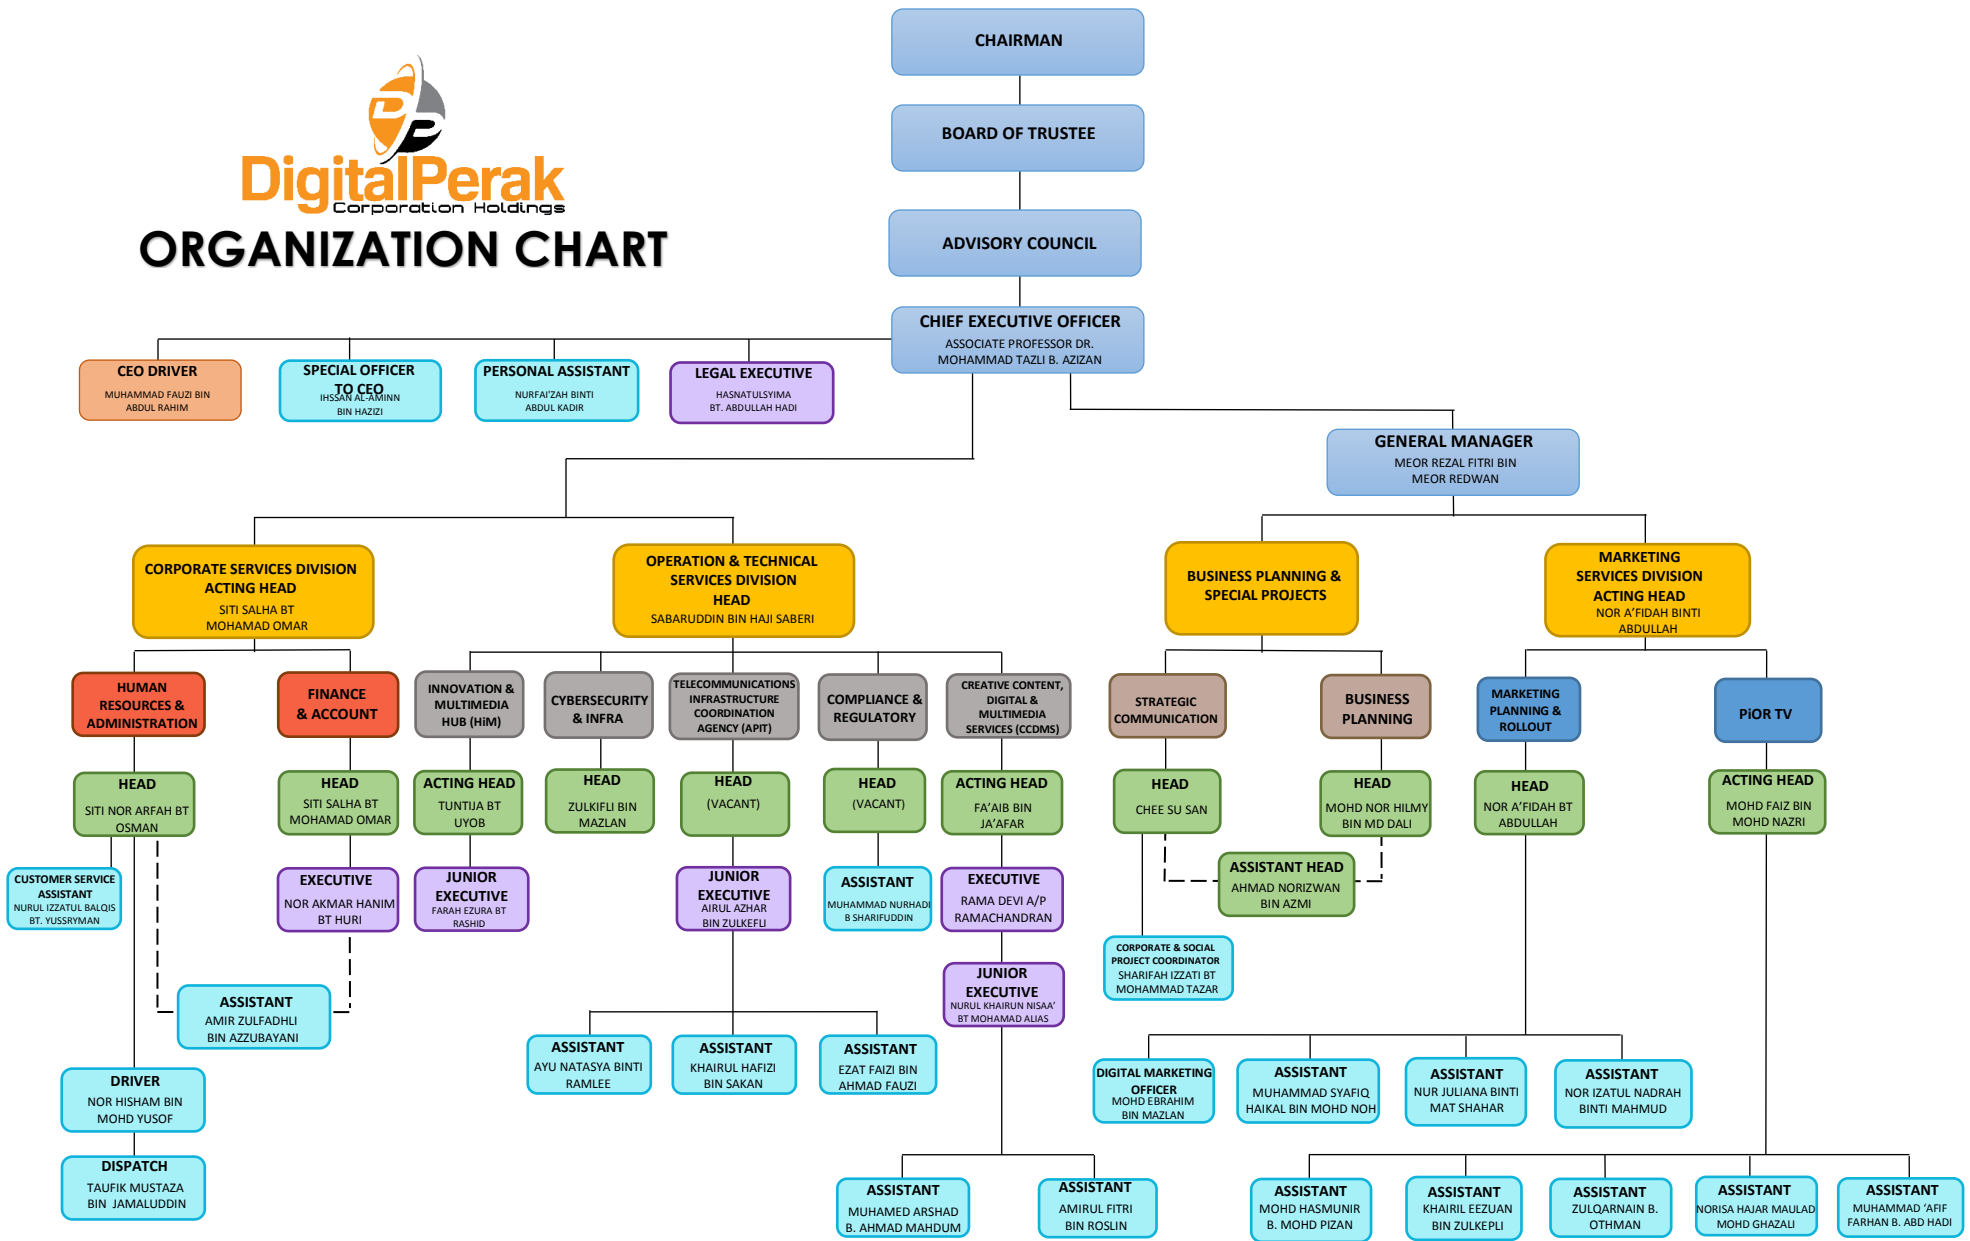 CHAIRMAN
BOARD OF TRUSTEE
DP
DigitalPerak
Corporation Holdings
ORGANIZATION CHART
ADVISORY COUNCIL
CHIEF EXECUTIVE OFFICER
ASSOCIATE PROFESSOR DR.
MOHAMMAD TAZLI B. AZIZAN
CEO DRIVER
MUHAMMAD FAUZI BIN
ABDUL RAHIM
SPECIAL OFFICER
TO CEO
IHSSAN AL-AMINN
BIN HAZIZI
PERSONAL ASSISTANT
NURFAI'ZAH BINTI
ABDUL KADIR
LEGAL EXECUTIVE
HASNATULSYIMA
BT. ABDULLAH HADI
GENERAL MANAGER
MEOR REZAL FITRI BIN
MEOR REDWAN
CORPORATE SERVICES DIVISION
ACTING HEAD
SITI SALHA BT
MOHAMAD OMAR
OPERATION & TECHNICAL
SERVICES DIVISION
HEAD
SABARUDDIN BIN HAJI SABERI
BUSINESS PLANNING &
SPECIAL PROJECTS
MARKETING
SERVICES DIVISION
ACTING HEAD
NOR A'FIDAH BINTI
ABDULLAH
HUMAN
RESOURCES &
ADMINISTRATION
FINANCE
& ACCOUNT
INNOVATION &
MULTIMEDIA
HUB (HiM)
CYBERSECURITY
& INFRA
TELECOMMUNICATIONS
INFRASTRUCTURE
COORDINATION
AGENCY (APIT)
COMPLIANCE &
REGULATORY
CREATIVE CONTENT,
DIGITAL &
MULTIMEDIA
SERVICES (CCDMS)
STRATEGIC
COMMUNICATION
BUSINESS
PLANNING
MARKETING
PLANNING &
ROLLOUT
PiOR TV
HEAD
SITI NOR ARFAH BT
OSMAN
HEAD
SITI SALHA BT
MOHAMAD OMAR
ACTING HEAD
TUNTIJA BT
UYOB
HEAD
ZULKIFLI BIN
MAZLAN
HEAD
(VACANT)
HEAD
(VACANT)
ACTING HEAD
FA'AIB BIN
JA'AFAR
HEAD
CHEE SU SAN
HEAD
MOHD NOR HILMY
BIN MD DALI
HEAD
NOR A'FIDAH BT
ABDULLAH
ACTING HEAD
MOHD FAIZ BIN
MOHD NAZRI
CUSTOMER SERVICE
ASSISTANT
NURUL IZZATUL BALQIS
BT. YUSSRYMAN
EXECUTIVE
NOR AKMAR HANIM
BT HURI
JUNIOR
EXECUTIVE
FARAH EZURA BT
RASHID
JUNIOR
EXECUTIVE
AIRUL AZHAR
BIN ZULKEFLI
ASSISTANT
MUHAMMAD NURHADI
B SHARIFUDDIN
EXECUTIVE
RAMA DEVI A/P
RAMACHANDRAN
ASSISTANT HEAD
AHMAD NORIZWAN
BIN AZMI
CORPORATE & SOCIAL
PROJECT COORDINATOR
SHARIFAH IZZATI BT
MOHAMMAD TAZAR
JUNIOR
EXECUTIVE
NURUL KHAIRUN NISAA'
BT MOHAMAD ALIAS
ASSISTANT
AMIR ZULFADHLI
BIN AZZUBAYANI
ASSISTANT
AYU NATASYA BINTI
RAMLEE
ASSISTANT
KHAIRUL HAFIZI
BIN SAKAN
ASSISTANT
EZAT FAIZI BIN
AHMAD FAUZI
DIGITAL MARKETING
OFFICER
MOHD EBRAHIM
BIN MAZLAN
ASSISTANT
MUHAMMAD SYAFIQ
HAIKAL BIN MOHD NOH
ASSISTANT
NUR JULIANA BINTI
MAT SHAHAR
ASSISTANT
NOR IZATUL NADRAH
BINTI MAHMUD
DRIVER
NOR HISHAM BIN
MOHD YUSOF
DISPATCH
TAUFIK MUSTAZA
BIN JAMALUDDIN
ASSISTANT
MUHAMED ARSHAD
B. AHMAD MAHDUM
ASSISTANT
AMIRUL FITRI
BIN ROSLIN
ASSISTANT
MOHD HASMUNIR
B. MOHD PIZAN
ASSISTANT
KHAIRIL EEZUAN
BIN ZULKEPLI
ASSISTANT
ZULQARNAIN B.
OTHMAN
ASSISTANT
NORISA HAJAR MAULAD
MOHD GHAZALI
ASSISTANT
MUHAMMAD 'AFIF
FARHAN B. ABD HADI